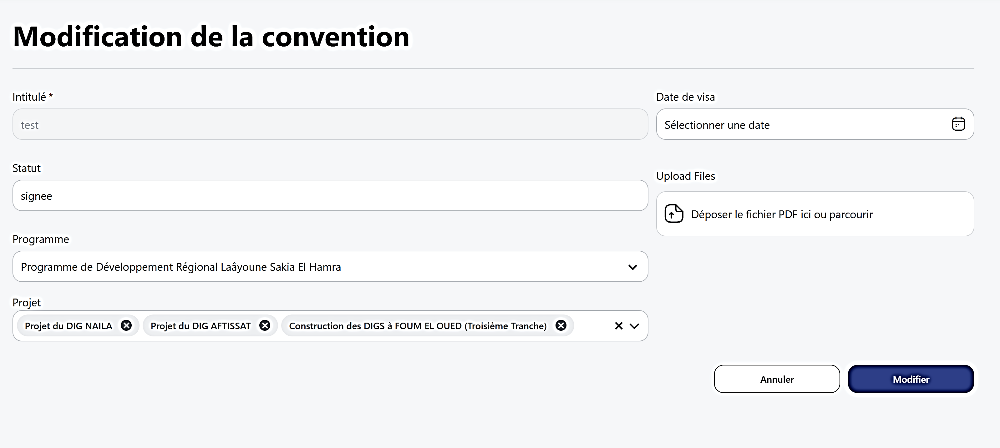 Modification de la convention
Intitulé *
test
Date de visa
Sélectionner une date
Statut
signee
Upload Files
Déposer le fichier PDF ici ou parcourir
Programme
Programme de Développement Régional Laâyoune Sakia El Hamra
Projet
Projet du DIG NAILA
Projet du DIG AFTISSAT
Construction des DIGS à FOUM EL OUED (Troisième Tranche)
Annuler
Modifier